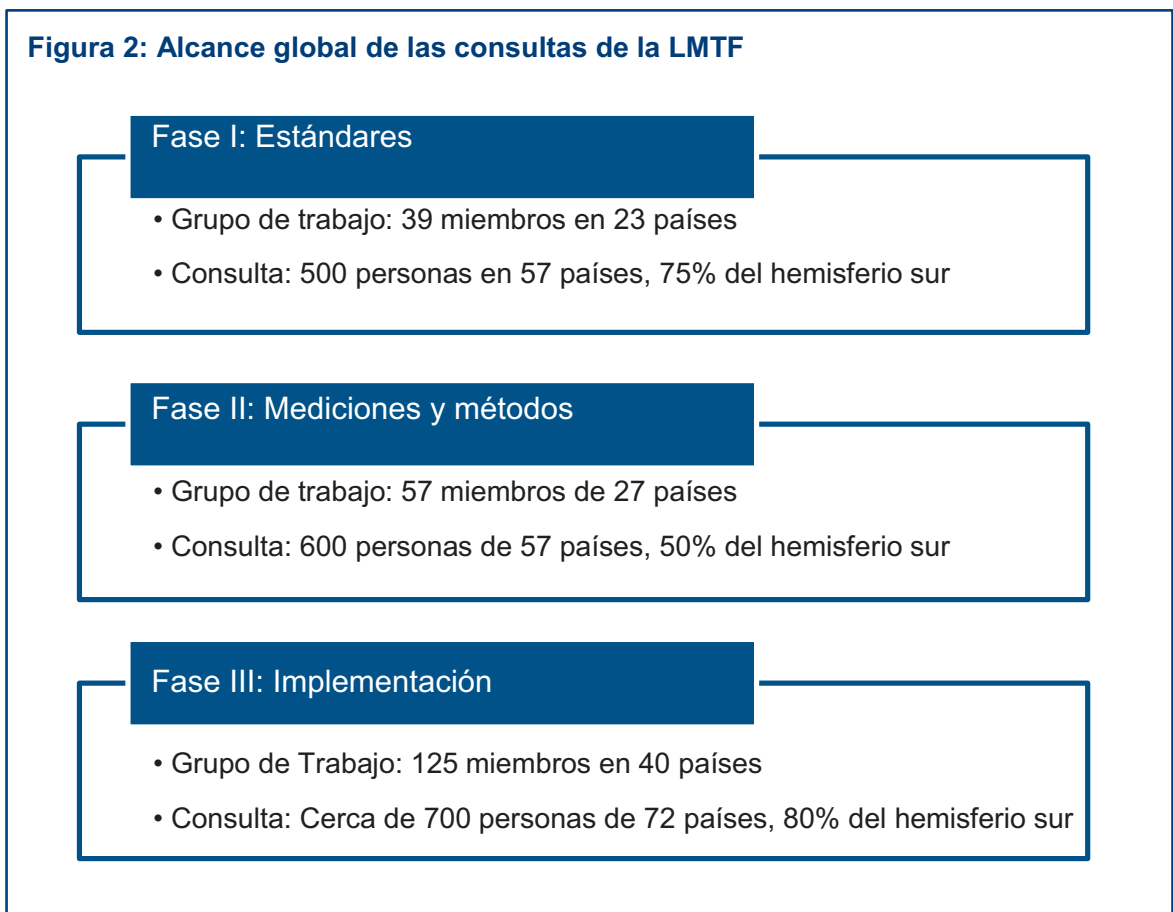 Figura 2: Alcance global de las consultas de la LMTF
Fase I: Estándares
• Grupo de trabajo: 39 miembros en 23 países
• Consulta: 500 personas en 57 países, 75% del hemisferio sur
Fase II: Mediciones y métodos
• Grupo de trabajo: 57 miembros de 27 países
• Consulta: 600 personas de 57 países, 50% del hemisferio sur
Fase III: Implementación
• Grupo de Trabajo: 125 miembros en 40 países
• Consulta: Cerca de 700 personas de 72 países, 80% del hemisferio sur